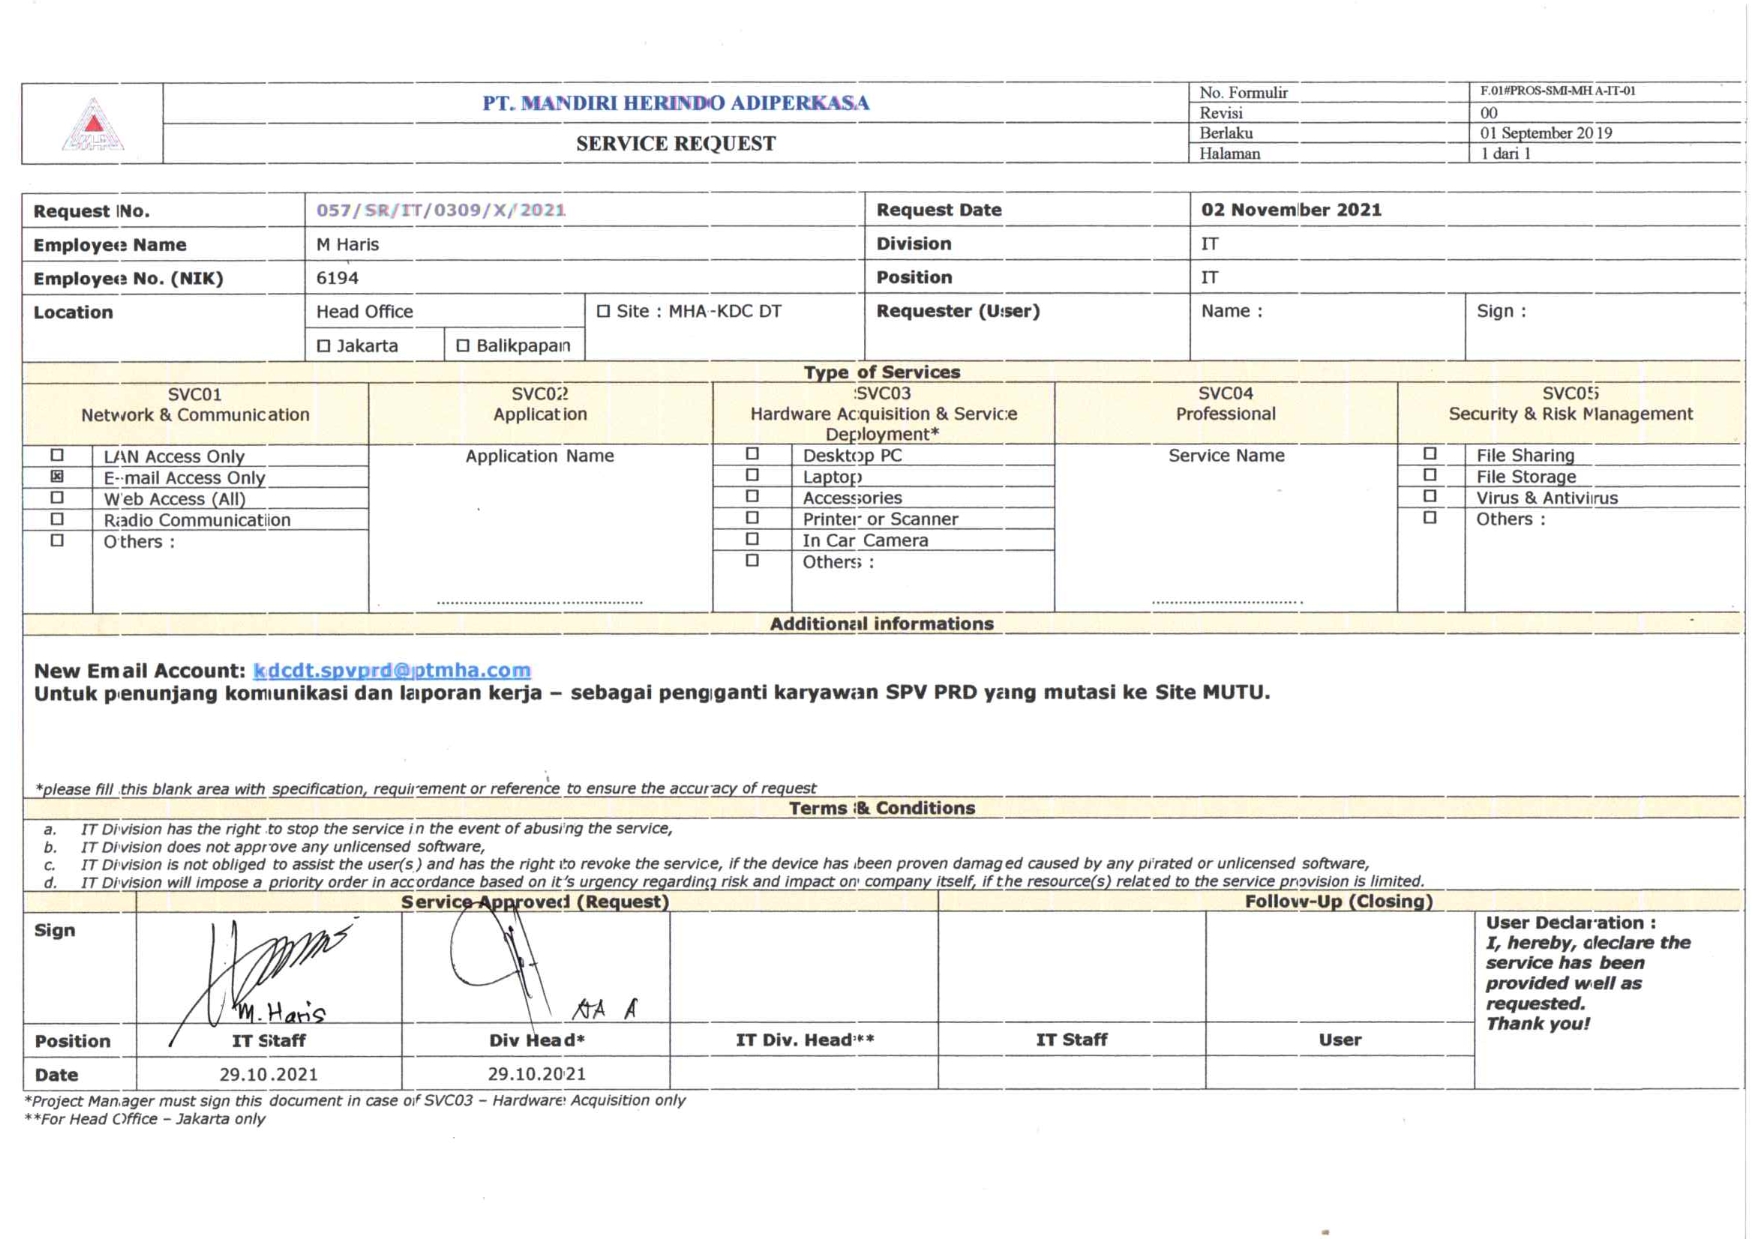 PT. MANDIRI HERINDO ADIPERKASA
SERVICE REQUEST
No. Formulir F.01#PROS-SMI-MHA-IT-01
Revisi 00
Berlaku 01 September 2019
Halaman 1 dari 1
Request No. 057/SR/IT/0309/X/2021 Request Date 02 November 2021
Employee Name M Haris Division IT
Employee No. (NIK) 6194 Position IT
Location Head Office ☐ Site : MHA-KDC DT Requester (User) Name : Sign :
☐ Jakarta ☐ Balikpapan
Type of Services
SVC01 SVC02 SVC03 SVC04 SVC05
Network & Communication Application Hardware Acquisition & Service Professional Security & Risk Management
Deployment*
☐ LAN Access Only Application Name ☐ Desktop PC Service Name ☐ File Sharing
☒ E-mail Access Only ☐ Laptop ☐ File Storage
☐ Web Access (All) ☐ Accessories ☐ Virus & Antivirus
☐ Radio Communication ☐ Printer or Scanner ☐ Others :
☐ Others : ☐ In Car Camera
☐ Others :
Additional informations
New Email Account: kdcdt.spvprd@ptmha.com
Untuk penunjang komunikasi dan laporan kerja – sebagai pengganti karyawan SPV PRD yang mutasi ke Site MUTU.
*please fill this blank area with specification, requirement or reference to ensure the accuracy of request
Terms & Conditions
a. IT Division has the right to stop the service in the event of abusing the service,
b. IT Division does not approve any unlicensed software,
c. IT Division is not obliged to assist the user(s) and has the right to revoke the service, if the device has been proven damaged caused by any pirated or unlicensed software,
d. IT Division will impose a priority order in accordance based on it's urgency regarding risk and impact on company itself, if the resource(s) related to the service provision is limited.
Service Approved (Request) Follow-Up (Closing)
Sign
M. Haris
User Declaration :
I, hereby, declare the
service has been
provided well as
requested.
Thank you!
Position IT Staff Div Head* IT Div. Head** IT Staff User
Date 29.10.2021 29.10.2021
*Project Manager must sign this document in case of SVC03 – Hardware Acquisition only
**For Head Office – Jakarta only